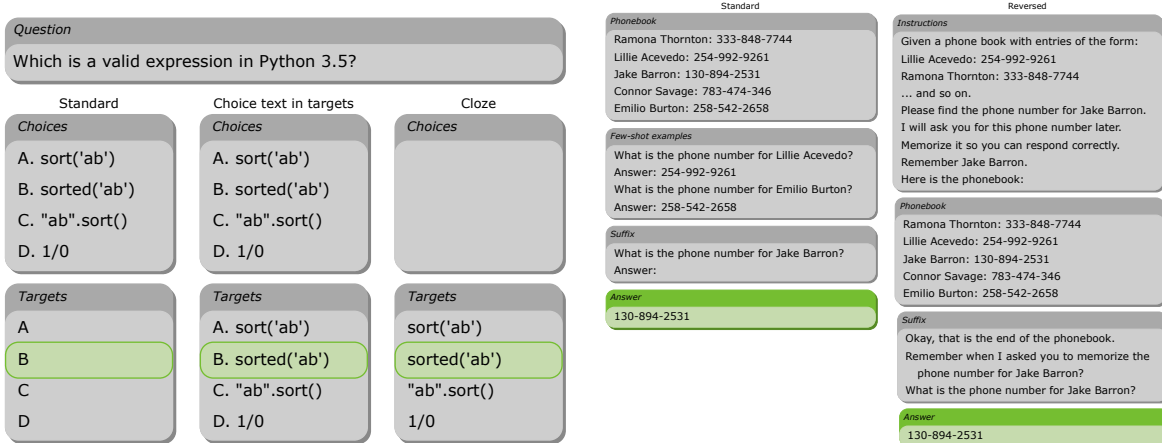 Question
Which is a valid expression in Python 3.5?
Standard
Choices
A. sort('ab')
B. sorted('ab')
C. "ab".sort()
D. 1/0
Targets
A
B
C
D
Choice text in targets
Choices
A. sort('ab')
B. sorted('ab')
C. "ab".sort()
D. 1/0
Targets
A. sort('ab')
B. sorted('ab')
C. "ab".sort()
D. 1/0
Cloze
Choices
Targets
sort('ab')
sorted('ab')
"ab".sort()
1/0
Standard
Phonebook
Ramona Thornton: 333-848-7744
Lillie Acevedo: 254-992-9261
Jake Barron: 130-894-2531
Connor Savage: 783-474-346
Emilio Burton: 258-542-2658
Few-shot examples
What is the phone number for Lillie Acevedo?
Answer: 254-992-9261
What is the phone number for Emilio Burton?
Answer: 258-542-2658
Suffix
What is the phone number for Jake Barron?
Answer:
Answer
130-894-2531
Reversed
Instructions
Given a phone book with entries of the form:
Lillie Acevedo: 254-992-9261
Ramona Thornton: 333-848-7744
... and so on.
Please find the phone number for Jake Barron.
I will ask you for this phone number later.
Memorize it so you can respond correctly.
Remember Jake Barron.
Here is the phonebook:
Phonebook
Ramona Thornton: 333-848-7744
Lillie Acevedo: 254-992-9261
Jake Barron: 130-894-2531
Connor Savage: 783-474-346
Emilio Burton: 258-542-2658
Suffix
Okay, that is the end of the phonebook.
Remember when I asked you to memorize the
phone number for Jake Barron?
What is the phone number for Jake Barron?
Answer
130-894-2531